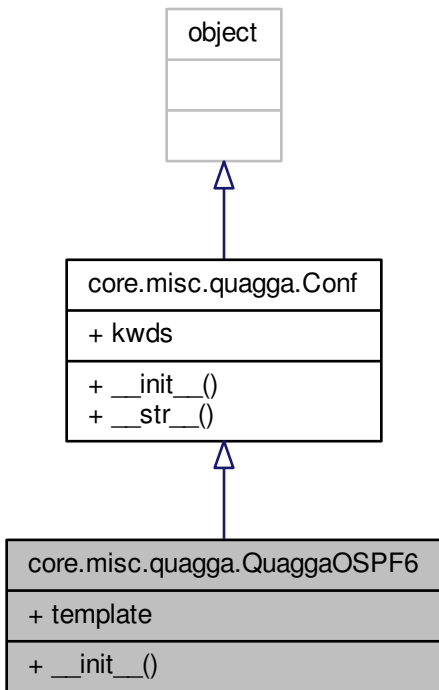 object
core.misc.quagga.Conf
+ kwds
+ __init__()
+ __str__()
core.misc.quagga.QuaggaOSPF6
+ template
+ __init__()